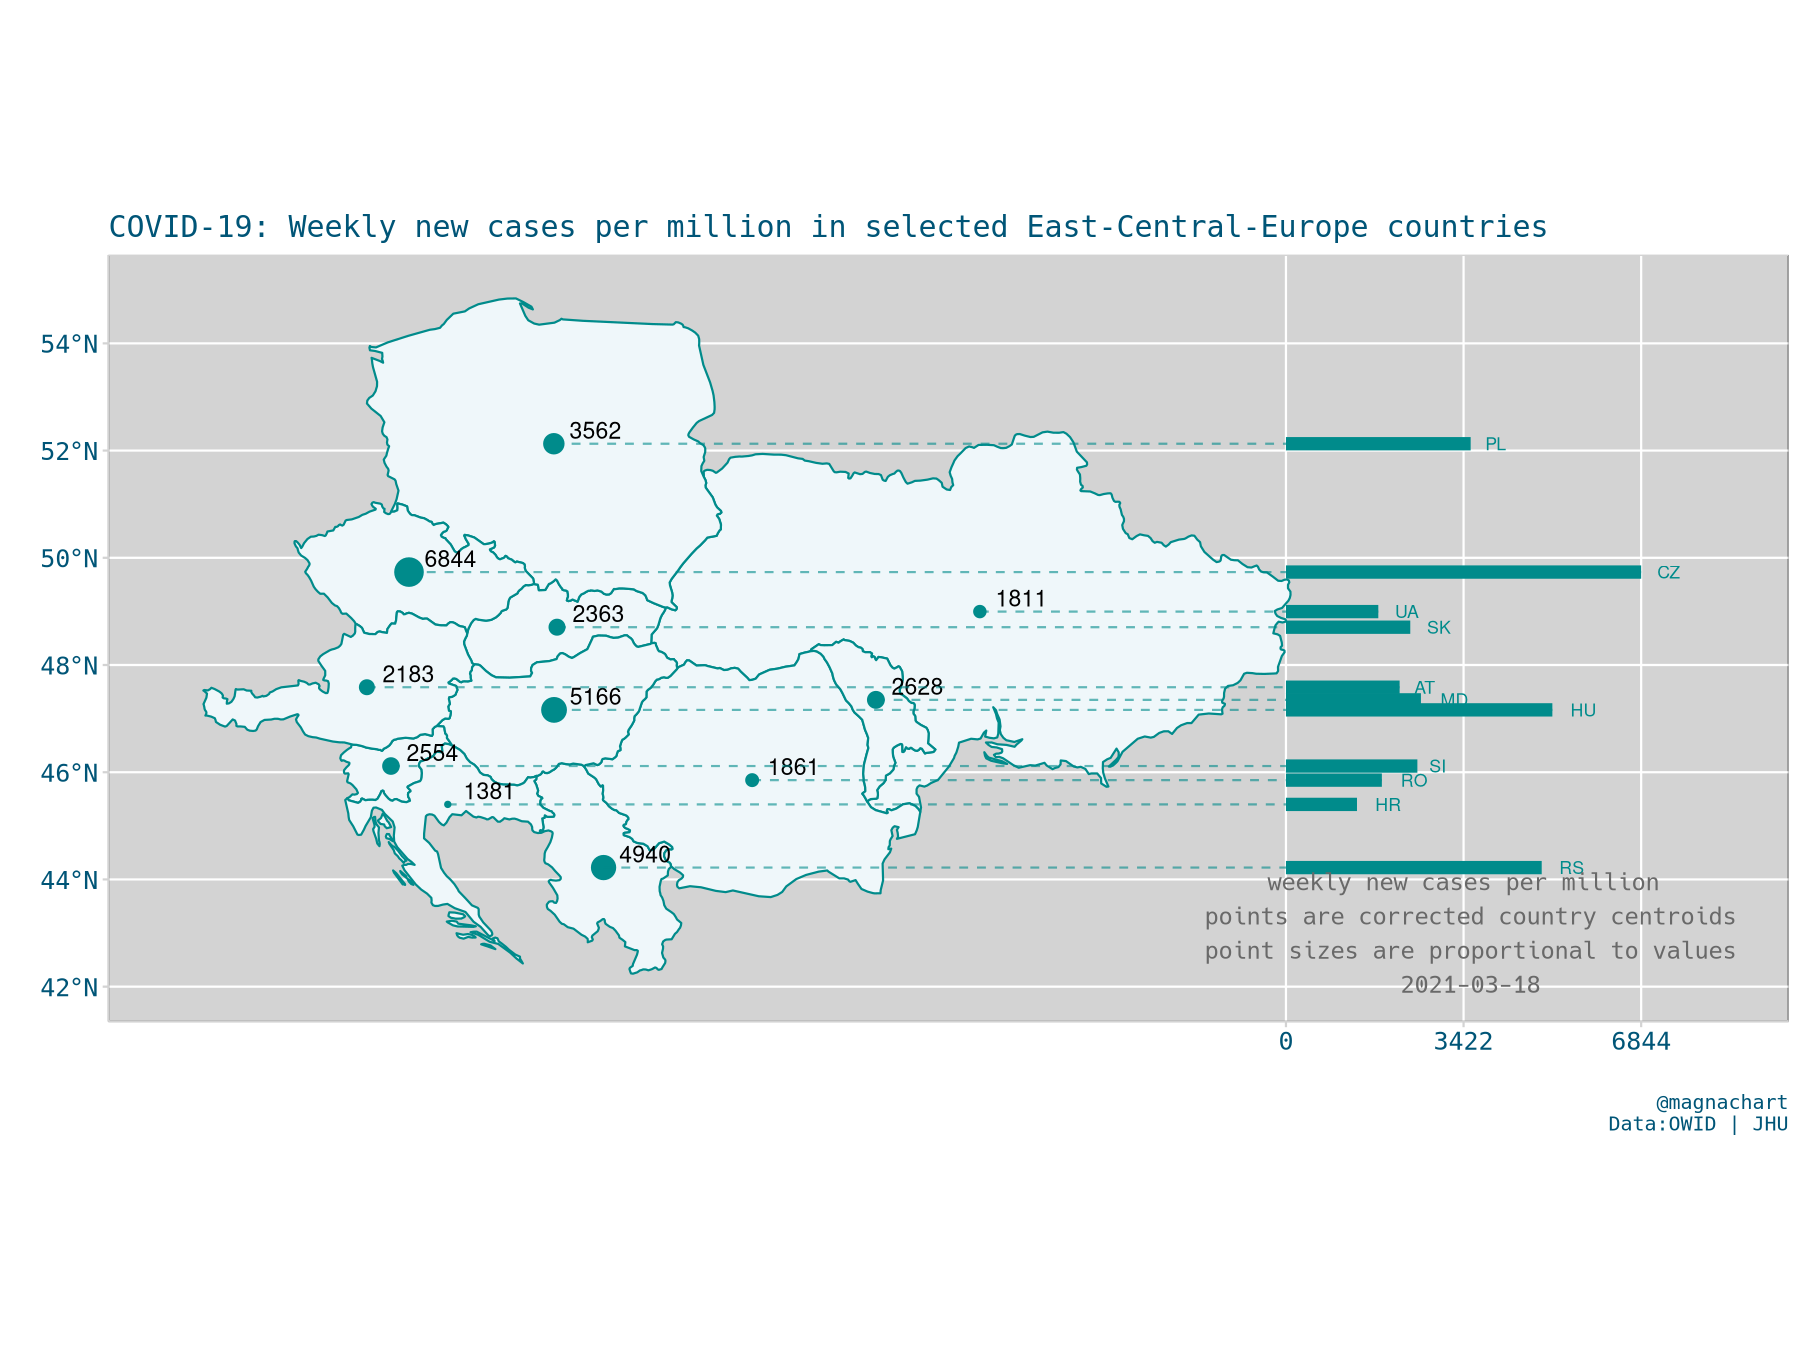 COVID-19: Weekly new cases per million in selected East-Central-Europe countries
54°N
52°N
50°N
48°N
46°N
44°N
42°N
3562
6844
1811
2363
2183
5166
2628
2554
1861
1381
4940
PL
CZ
UA
SK
AT
MD
HU
SI
RO
HR
RS
weekly new cases per million
points are corrected country centroids
point sizes are proportional to values
2021-03-18
0 3422 6844
@magnachart
Data:OWID | JHU